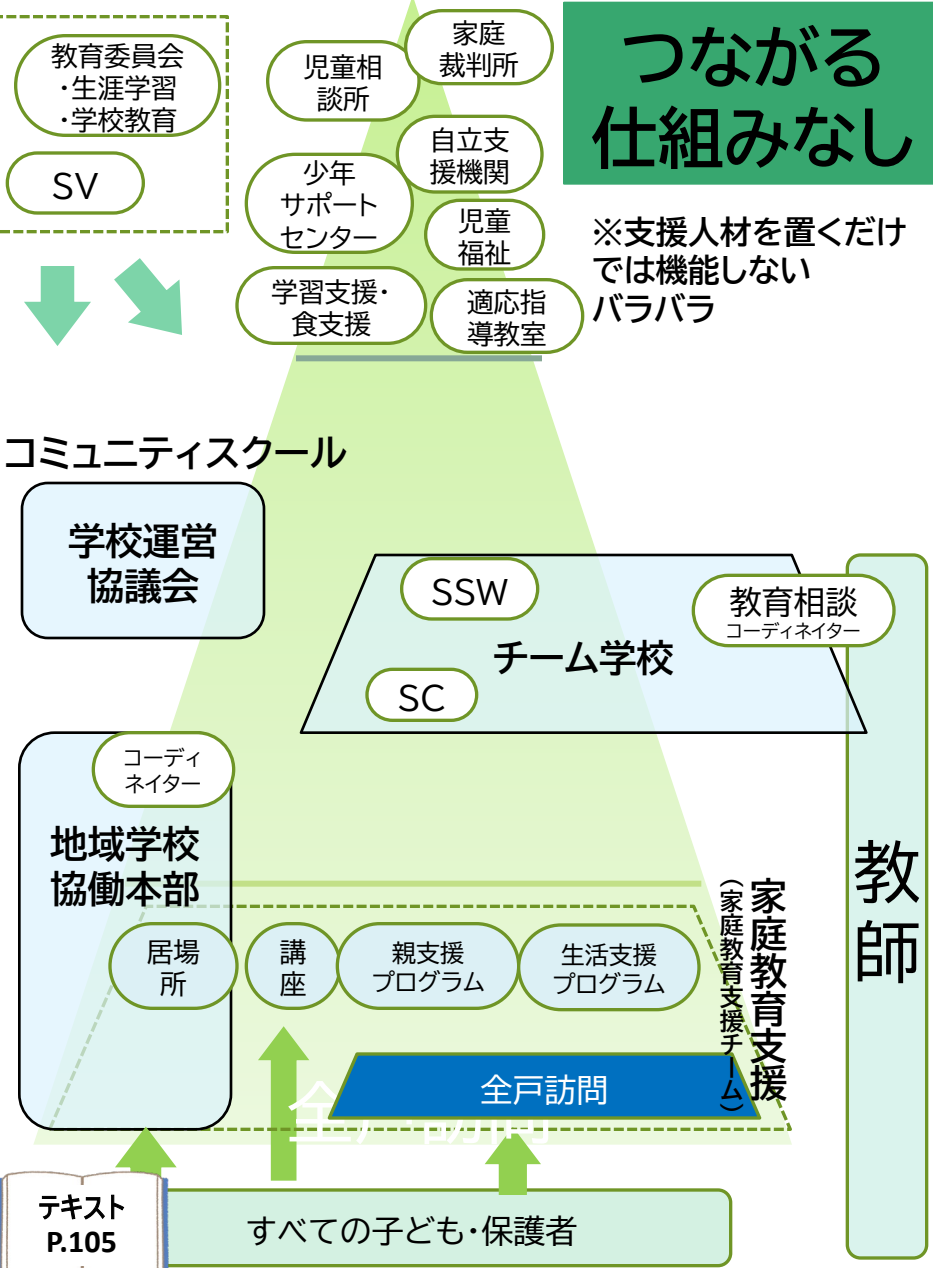 つながる
仕組みなし
※支援人材を置くだけ
では機能しない
バラバラ
教育委員会
・生涯学習
・学校教育
SV
家庭
裁判所
児童相
談所
自立支
援機関
少年
サポート
センター
児童
福祉
学習支援・
食支援
適応指
導教室
コミュニティスクール
学校運営
協議会
SSW
教育相談
コーディネイター
チーム学校
SC
コーディ
ネイター
地域学校
協働本部
教師
家庭教育支援
（家庭教育支援チーム）
居場
所
講
座
親支援
プログラム
生活支援
プログラム
全戸訪問
全戸訪問
すべての子ども・保護者
テキスト
P.105